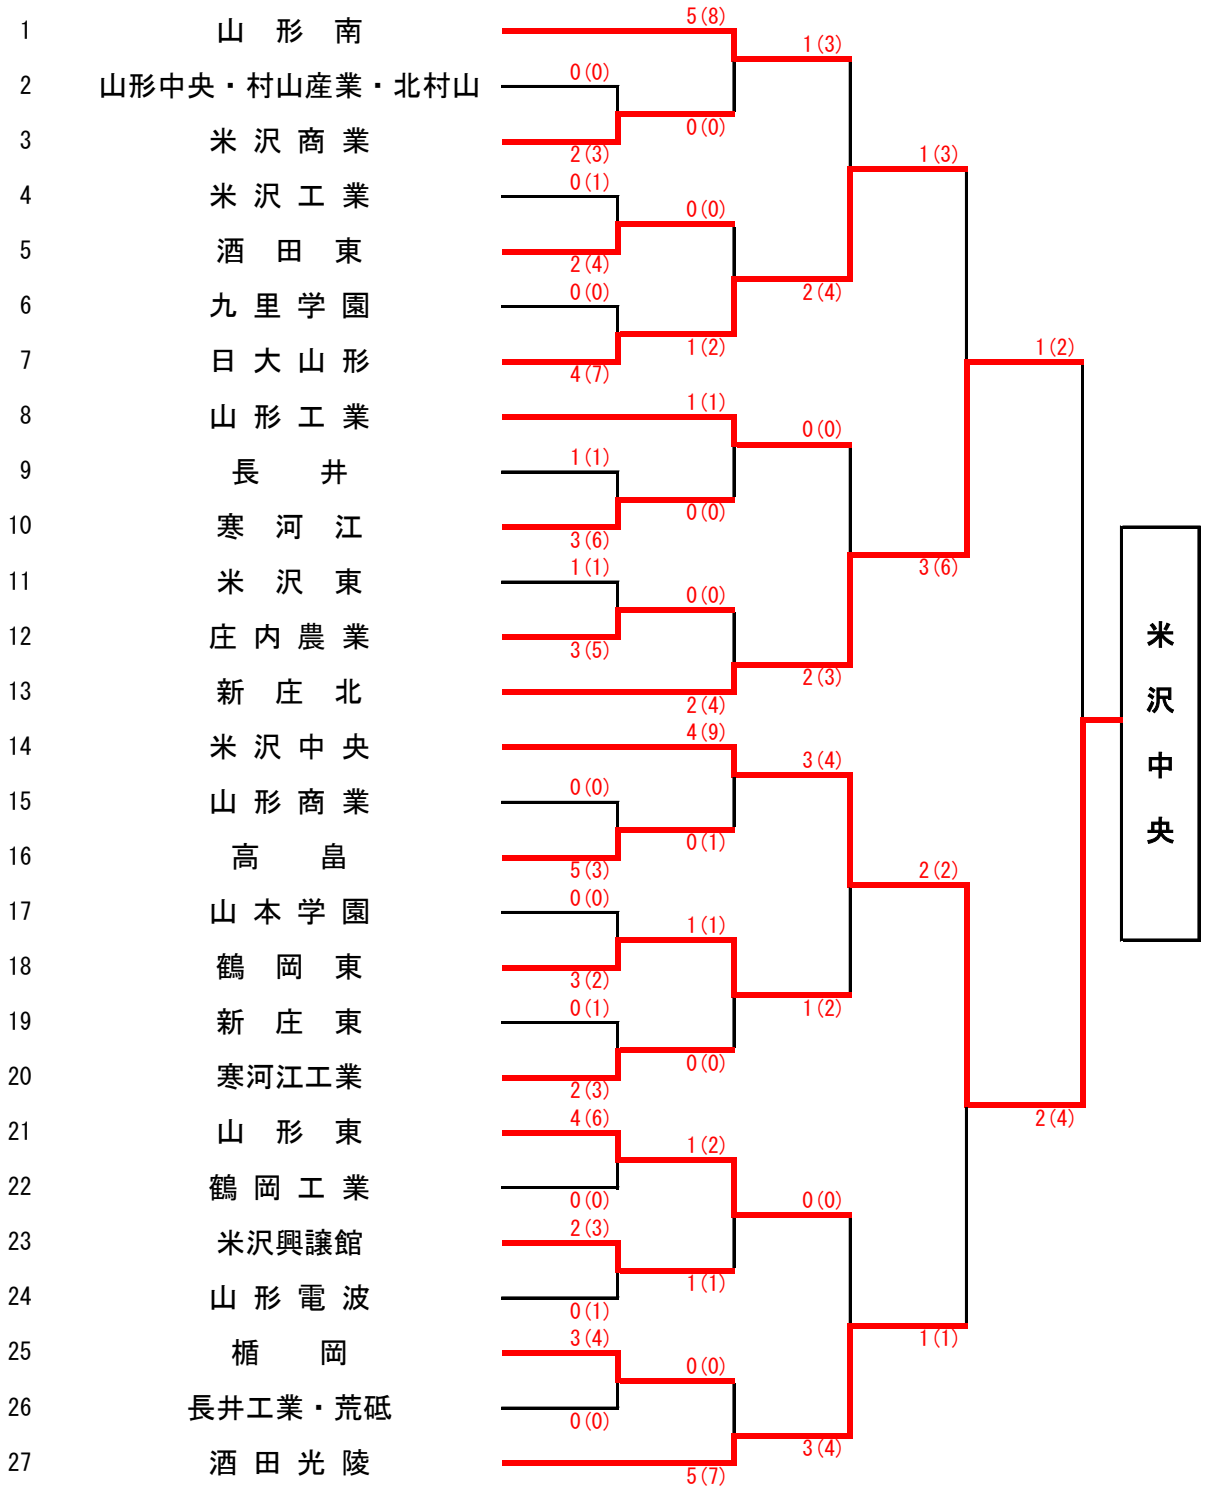 5(8)
1 山形南
1(3)
0(0)
2 山形中央・村山産業・北村山
0(0)
3 米沢商業
2(3)
1(3)
0(1)
4 米沢工業
0(0)
5 酒田東
2(4)
0(0)
2(4)
6 九里学園
1(2)
1(2)
7 日大山形
4(7)
1(1)
8 山形工業
0(0)
1(1)
9 長井
0(0)
10 寒河江
3(6)
1(1)
3(6)
11 米沢東
0(0)
12 庄内農業
3(5)
2(3)
13 新庄北
2(4)
4(9)
14 米沢中央
3(4)
0(0)
15 山形商業
0(1)
16 高畠
5(3)
2(2)
0(0)
17 山本学園
1(1)
18 鶴岡東
3(2)
0(1)
1(2)
19 新庄東
0(0)
20 寒河江工業
2(3)
4(6)
2(4)
21 山形東
1(2)
22 鶴岡工業
0(0)
0(0)
2(3)
23 米沢興譲館
1(1)
24 山形電波
0(1)
3(4)
1(1)
25 楯岡
0(0)
26 長井工業・荒砥
0(0)
3(4)
27 酒田光陵
5(7)
米沢中央